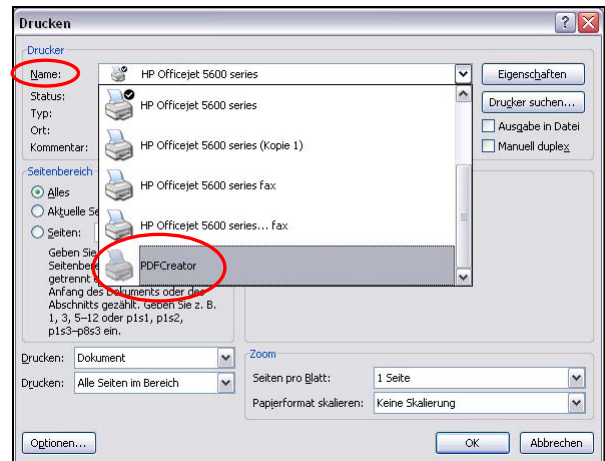 Drucken
Drucker
Name: HP Officejet 5600 series
Eigenschaften
Status:
HP Officejet 5600 series
Drucker suchen...
Typ:
Ort:
Ausgabe in Datei
Kommentar:
HP Officejet 5600 series (Kopie 1)
Manuell duplex
Seitenbereich
HP Officejet 5600 series fax
Alles
Aktuelle Se
HP Officejet 5600 series... fax
Seiten:
Geben Sie
Seitenbere
PDFCreator
getrennt e
Anfang des Dokuments oder des
Abschnitts gezählt. Geben Sie z. B.
1, 3, 5–12 oder p1s1, p1s2,
p1s3–p8s3 ein.
Drucken: Dokument
Drucken: Alle Seiten im Bereich
Zoom
Seiten pro Blatt: 1 Seite
Papierformat skalieren: Keine Skalierung
Optionen...
OK
Abbrechen